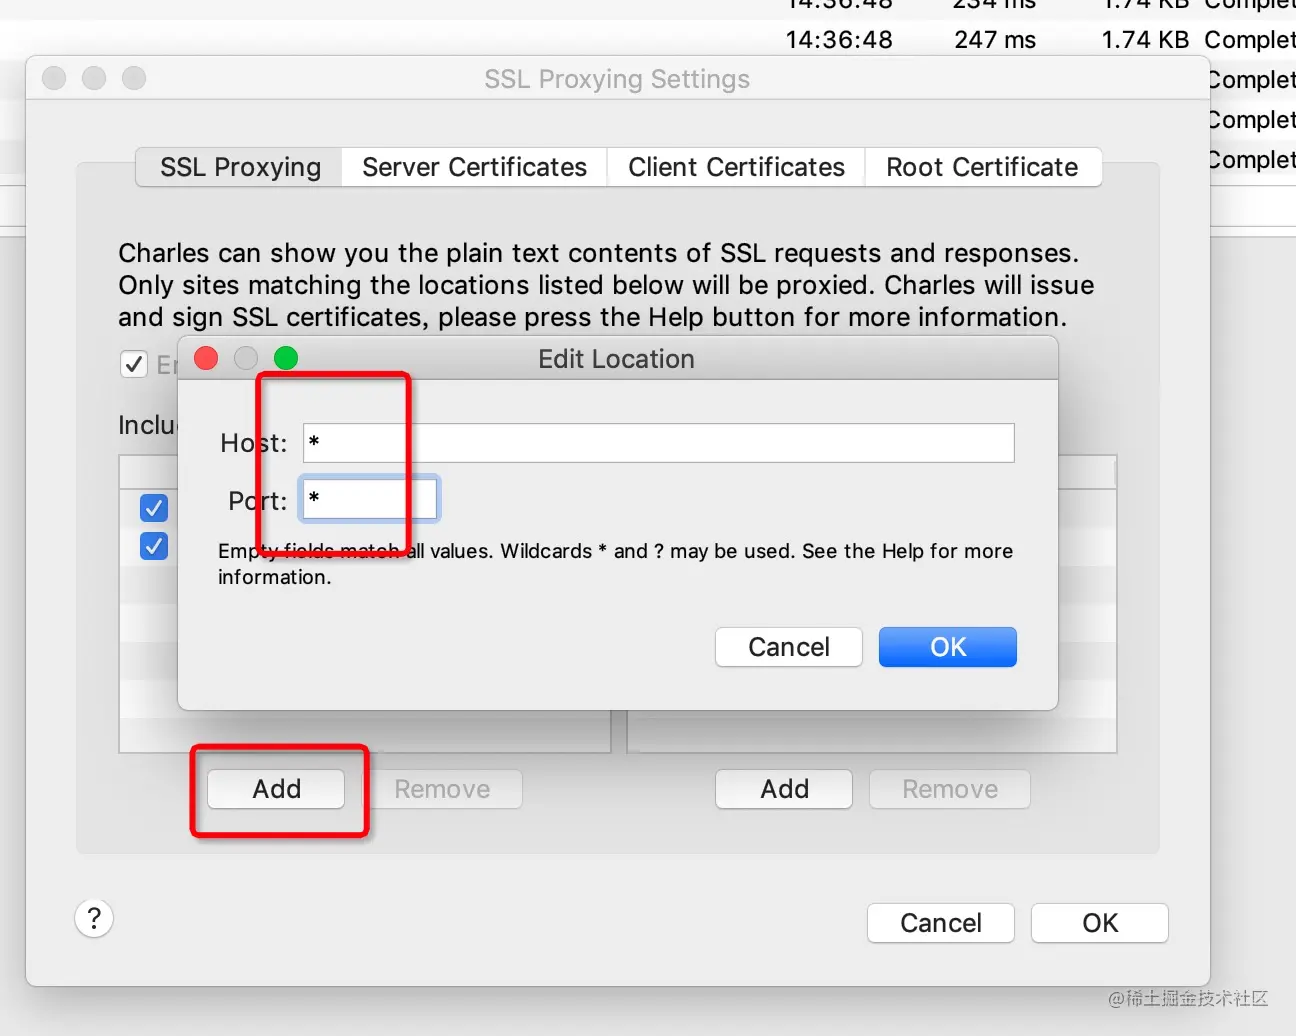 14:36:48 234 ms 1.74 KB Complet
14:36:48 247 ms 1.74 KB Complet
SSL Proxying Settings
Complet
Complet
Complet
SSL Proxying Server Certificates Client Certificates Root Certificate
Charles can show you the plain text contents of SSL requests and responses.
Only sites matching the locations listed below will be proxied. Charles will issue
and sign SSL certificates, please press the Help button for more information.
Edit Location
Host: *
Port: *
Empty fields match all values. Wildcards * and ? may be used. See the Help for more
information.
Cancel OK
Add Remove Add Remove
? Cancel OK
@稀土掘金技术社区